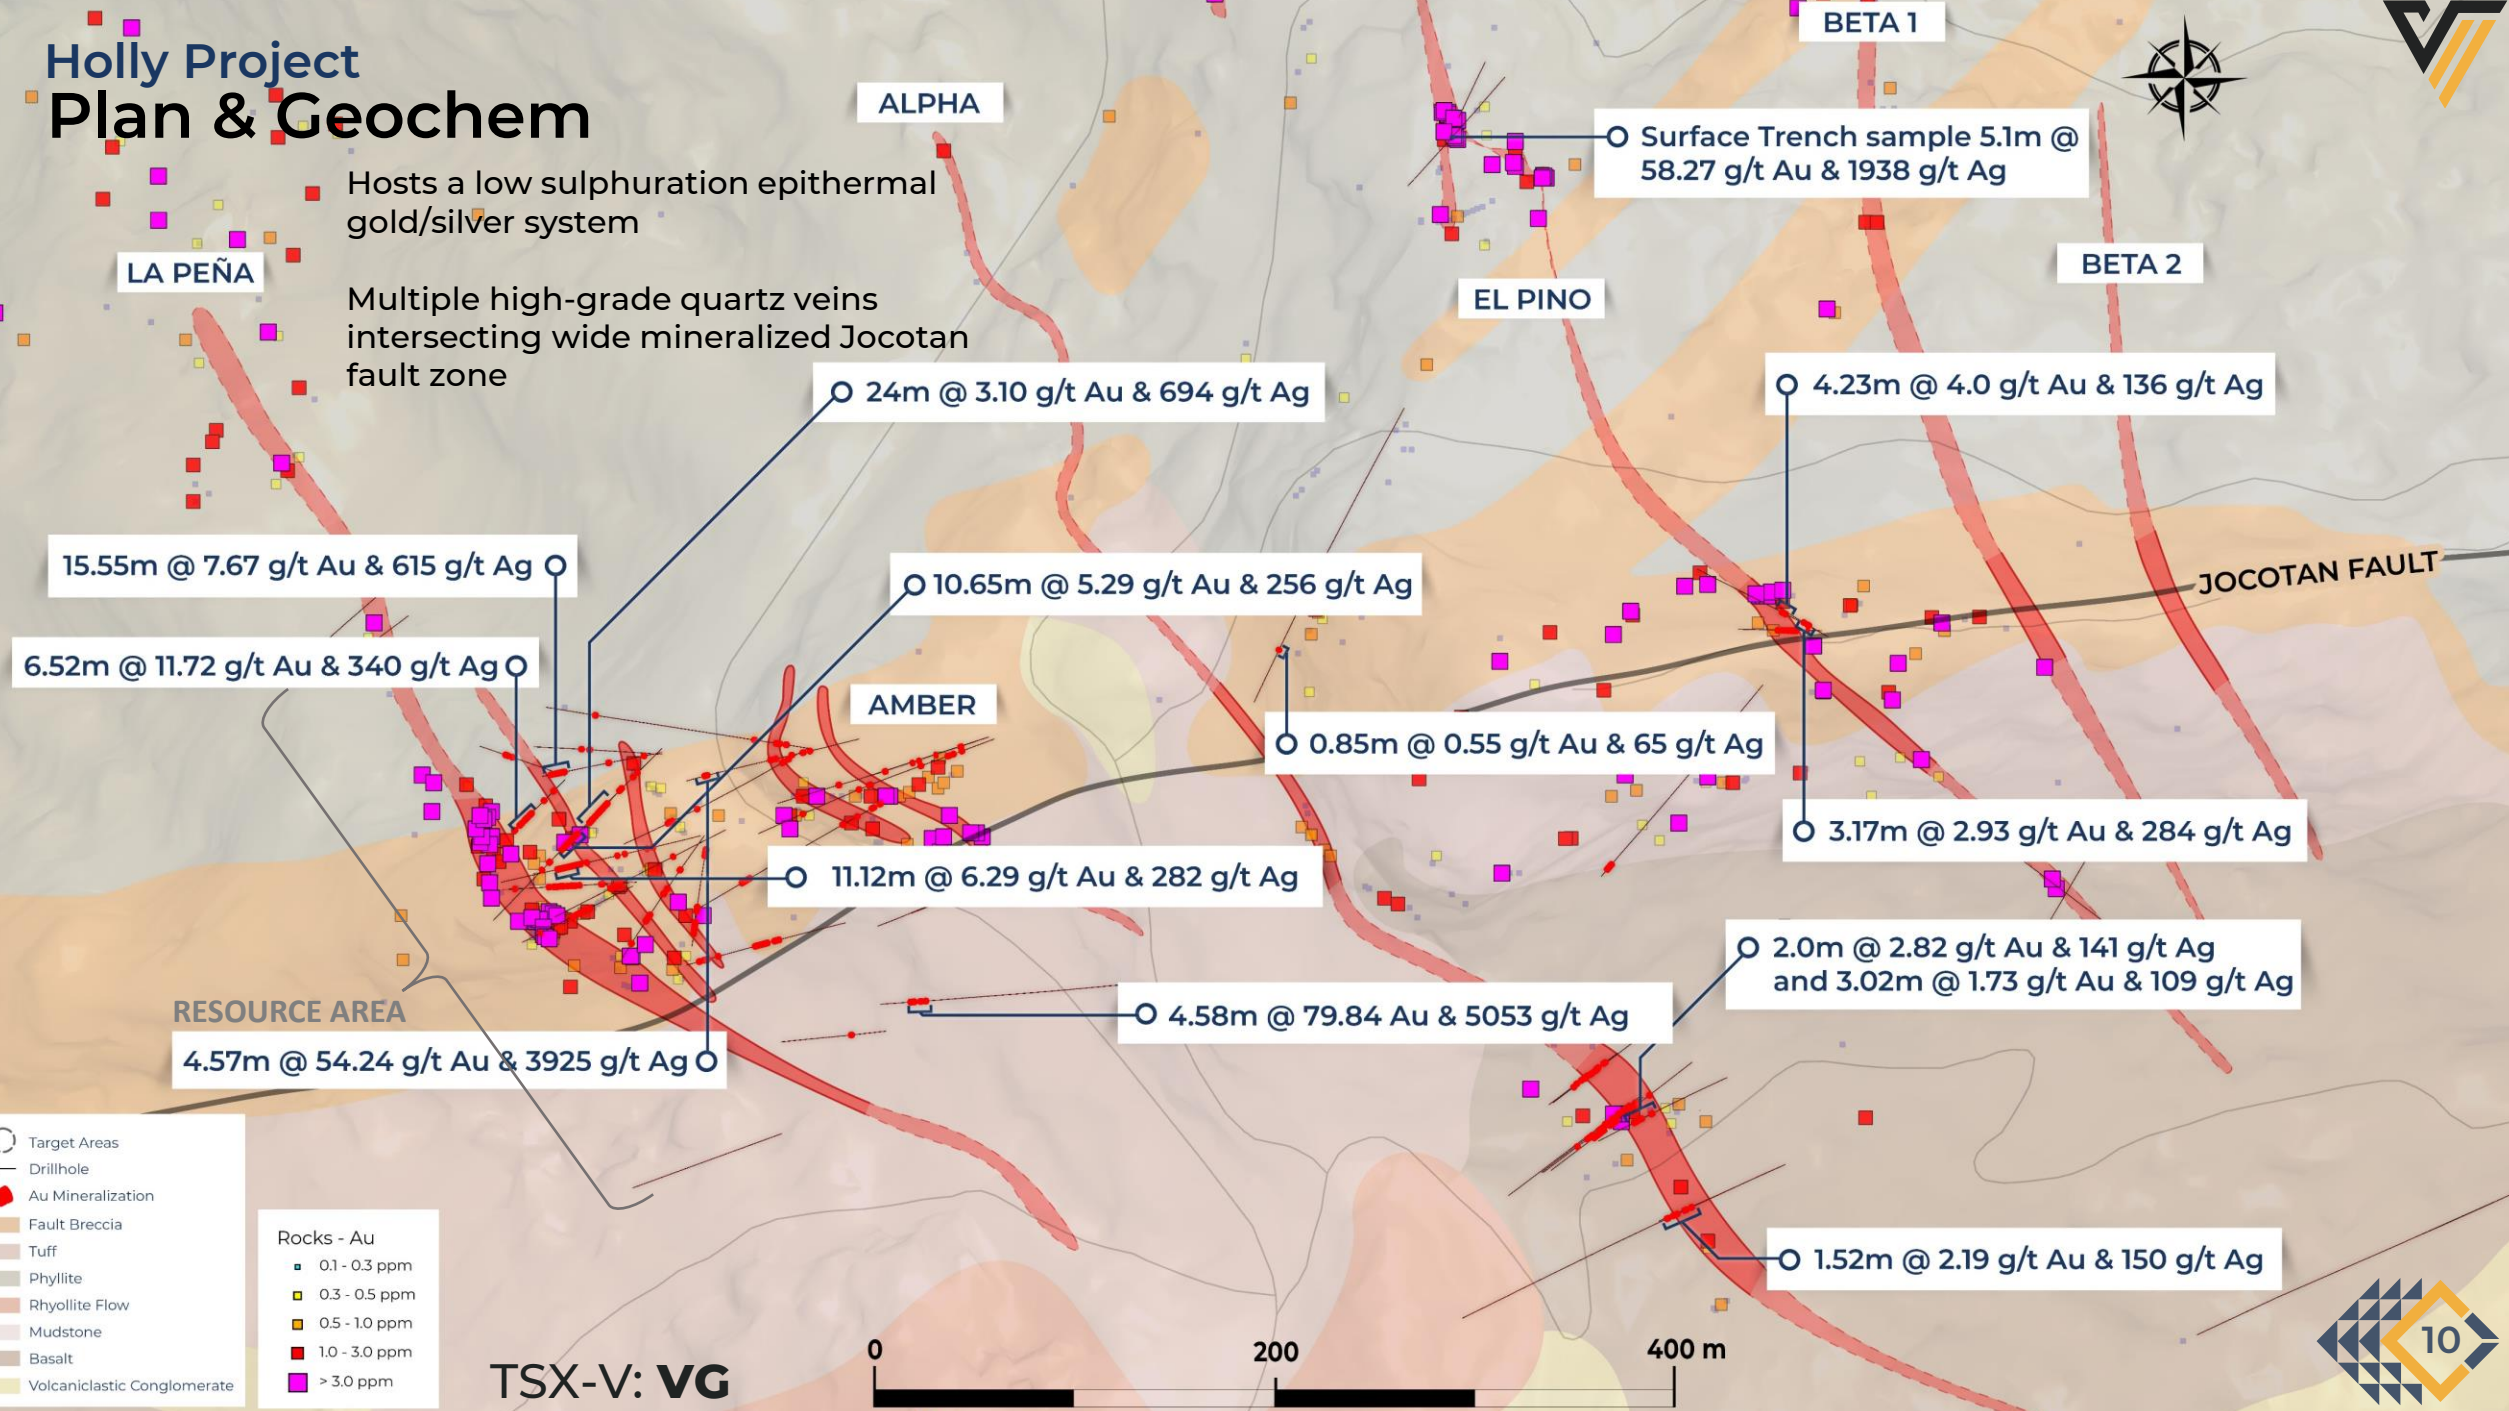 Holly Project
Plan & Geochem
Hosts a low sulphuration epithermal
gold/silver system
Multiple high-grade quartz veins
intersecting wide mineralized Jocotan
fault zone
ALPHA
BETA 1
Surface Trench sample 5.1m @
58.27 g/t Au & 1938 g/t Ag
LA PEÑA
BETA 2
EL PINO
24m @ 3.10 g/t Au & 694 g/t Ag
4.23m @ 4.0 g/t Au & 136 g/t Ag
15.55m @ 7.67 g/t Au & 615 g/t Ag
10.65m @ 5.29 g/t Au & 256 g/t Ag
JOCOTAN FAULT
6.52m @ 11.72 g/t Au & 340 g/t Ag
AMBER
0.85m @ 0.55 g/t Au & 65 g/t Ag
3.17m @ 2.93 g/t Au & 284 g/t Ag
11.12m @ 6.29 g/t Au & 282 g/t Ag
2.0m @ 2.82 g/t Au & 141 g/t Ag
and 3.02m @ 1.73 g/t Au & 109 g/t Ag
RESOURCE AREA
4.58m @ 79.84 Au & 5053 g/t Ag
4.57m @ 54.24 g/t Au & 3925 g/t Ag
1.52m @ 2.19 g/t Au & 150 g/t Ag
Target Areas
Drillhole
Au Mineralization
Fault Breccia
Tuff
Phyllite
Rhyollite Flow
Mudstone
Basalt
Volcaniclastic Conglomerate
Rocks - Au
0.1 - 0.3 ppm
0.3 - 0.5 ppm
0.5 - 1.0 ppm
1.0 - 3.0 ppm
> 3.0 ppm
TSX-V: VG
0 200 400 m
10